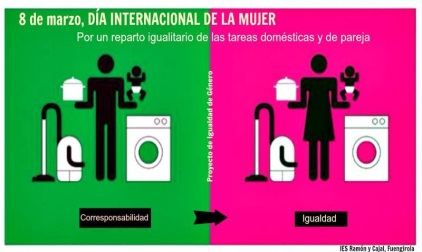 8 de marzo, DÍA INTERNACIONAL DE LA MUJER
Por un reparto igualitario de las tareas domésticas y de pareja
Proyecto de Igualdad de Género
Corresponsabilidad
Igualdad
IES Ramón y Cajal, Fuengirola